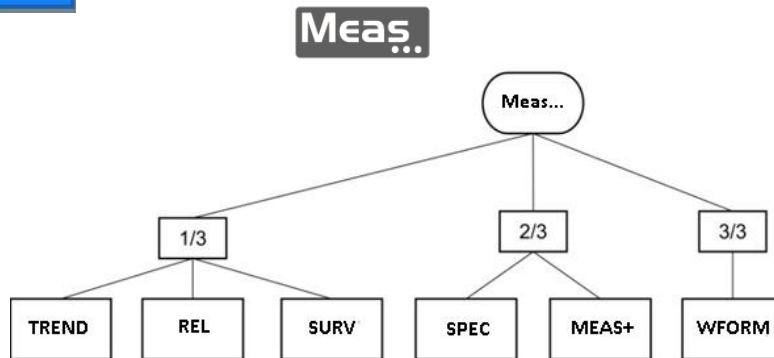 Meas...
Meas...
1/3 2/3 3/3
TREND REL SURV SPEC MEAS+ WFORM